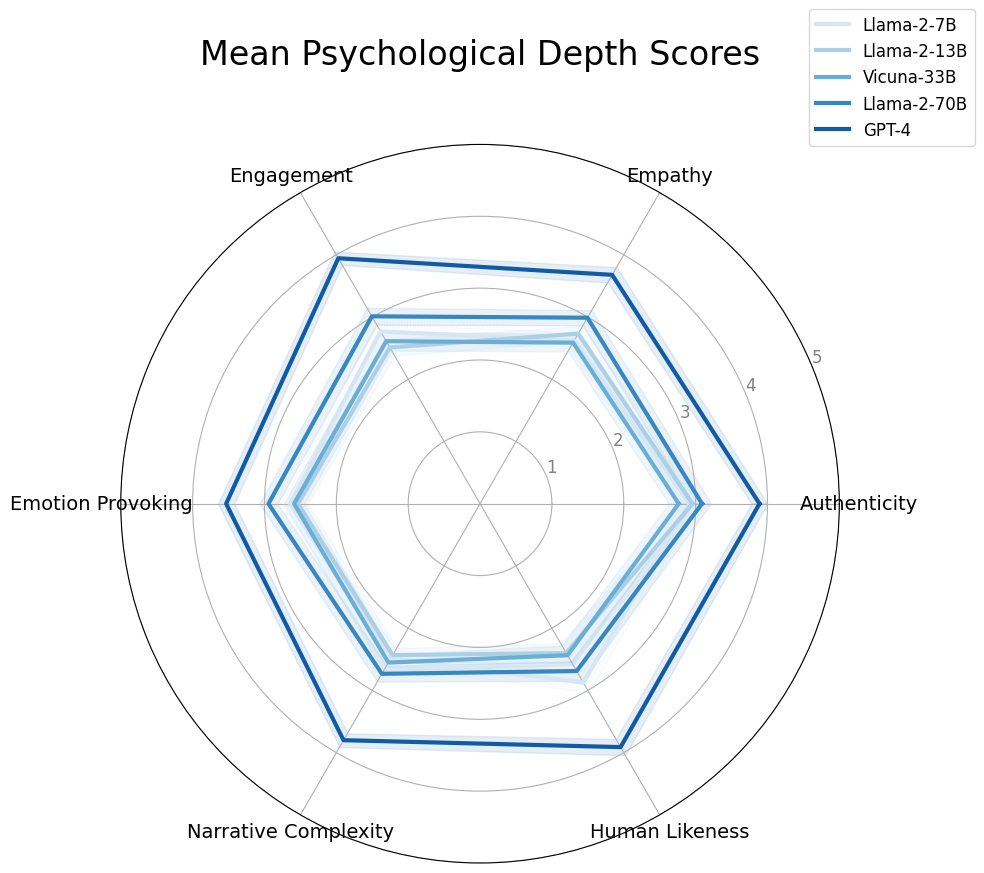 Mean Psychological Depth Scores
Llama-2-7B
Llama-2-13B
Vicuna-33B
Llama-2-70B
GPT-4
Engagement
Empathy
5
4
3
2
1
Emotion Provoking
Authenticity
Narrative Complexity
Human Likeness